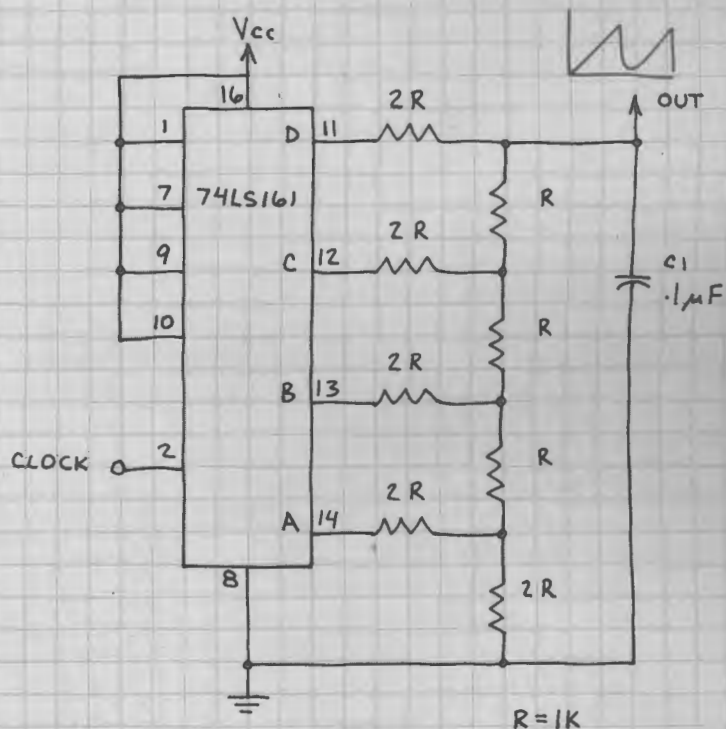 Vcc
16
OUT
2R
1
D
11
7
74LS161
R
9
C
12
2R
C1
.1µF
10
R
2R
B
13
CLOCK
2
R
2R
A
14
8
2R
R=1K